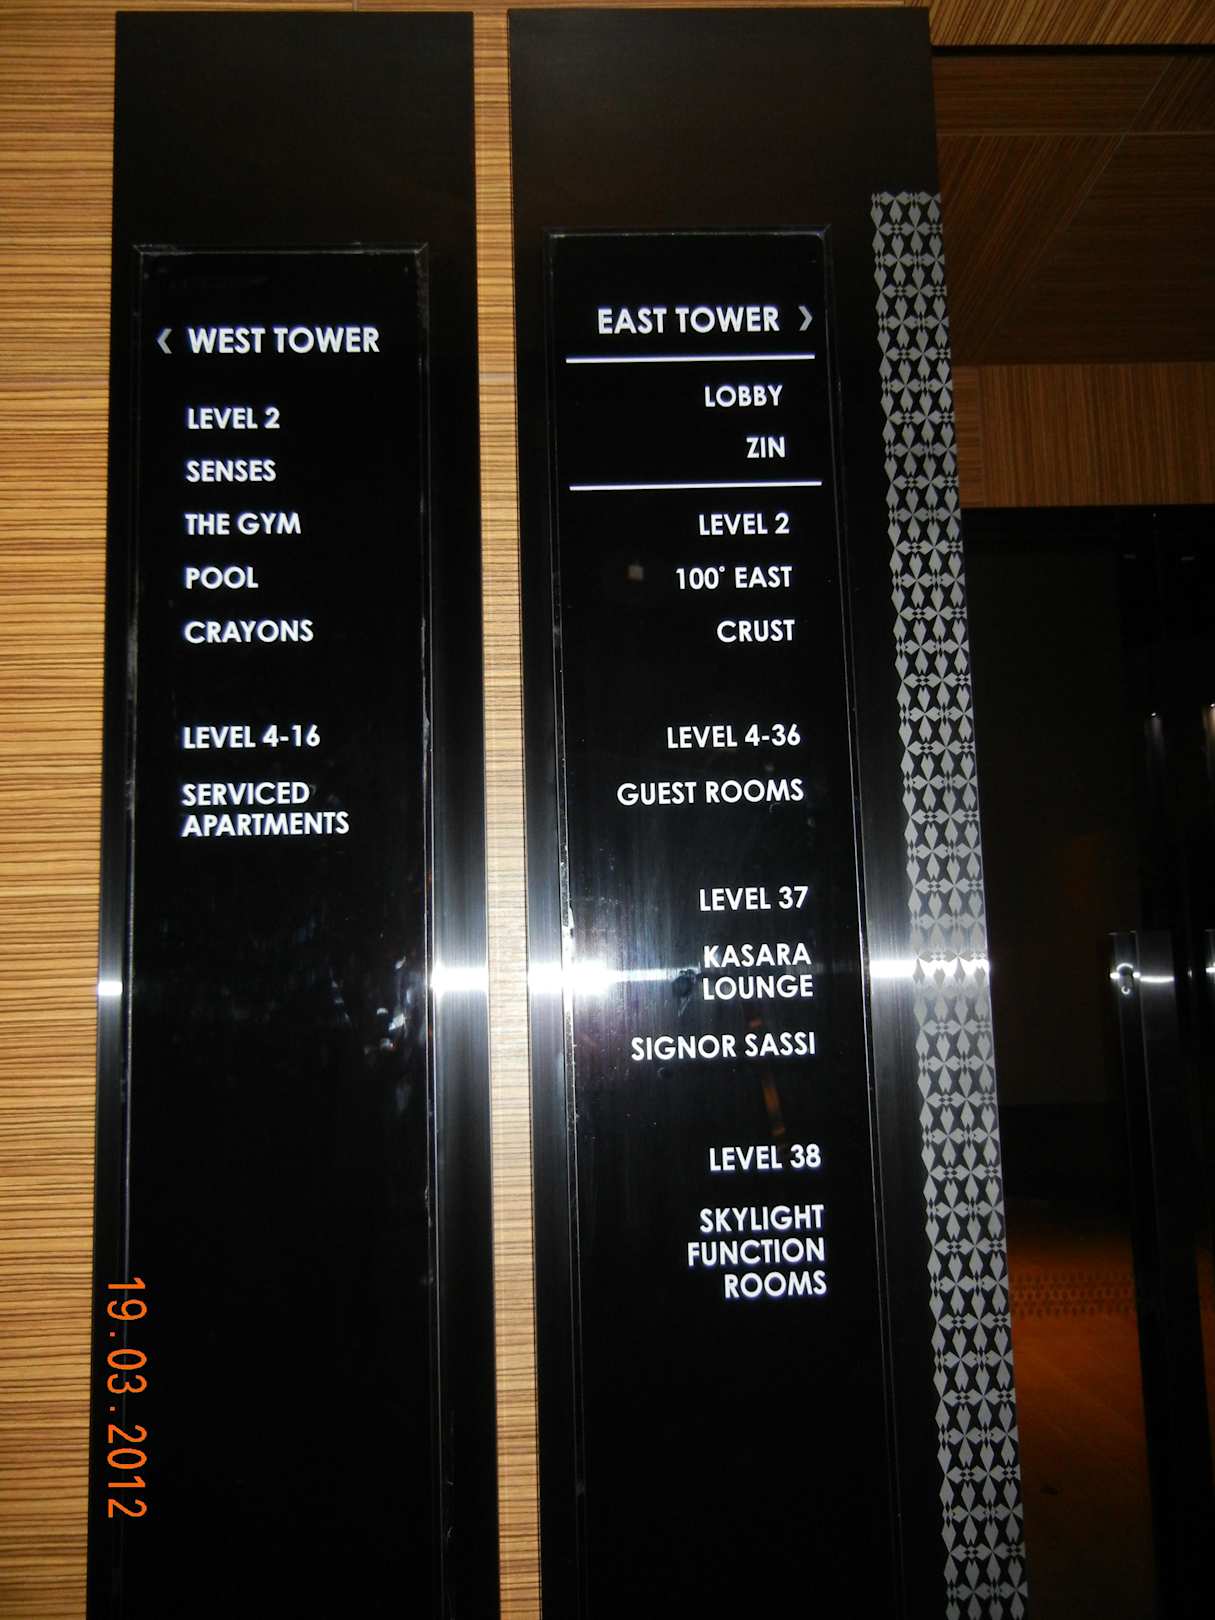 WEST TOWER
LEVEL 2
SENSES
THE GYM
POOL
CRAYONS
LEVEL 4-16
SERVICED
APARTMENTS
EAST TOWER
LOBBY
ZIN
LEVEL 2
100° EAST
CRUST
LEVEL 4-36
GUEST ROOMS
LEVEL 37
KASARA
LOUNGE
SIGNOR SASSI
LEVEL 38
SKYLIGHT
FUNCTION
ROOMS
19.03.2012